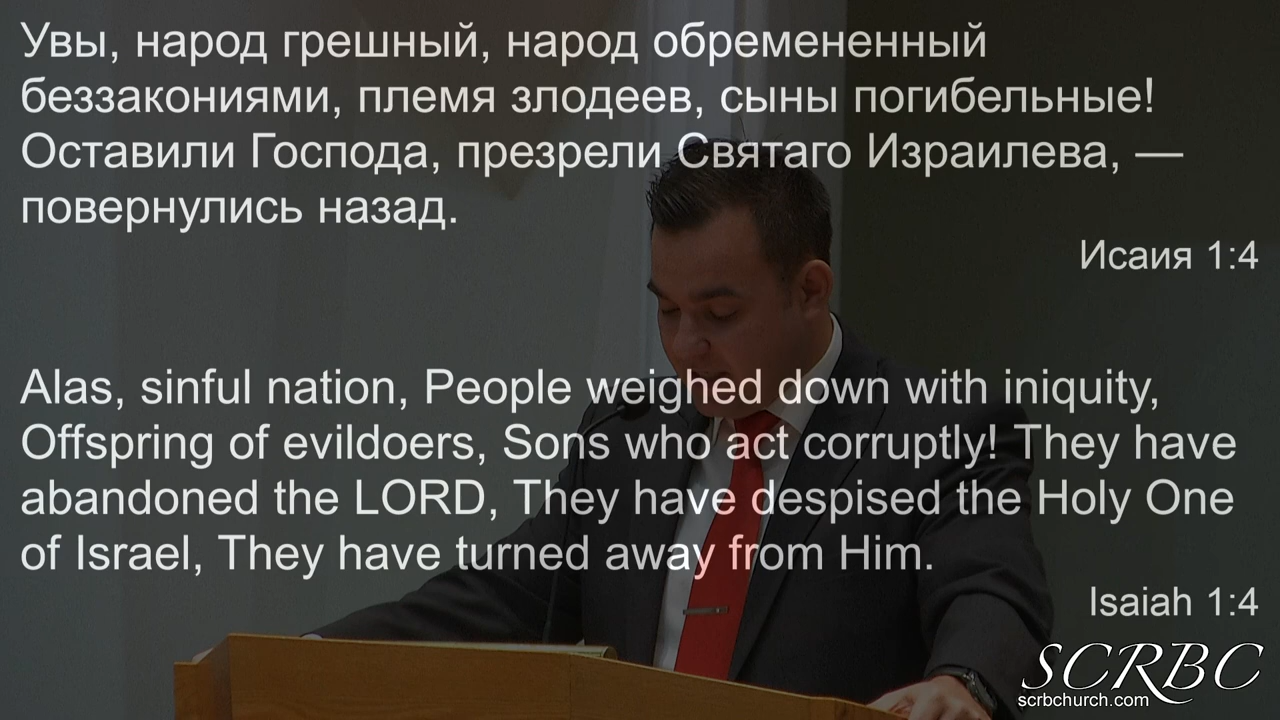 Увы, народ грешный, народ обремененный
беззакониями, племя злодеев, сыны погибельные!
Оставили Господа, презрели Святаго Израилева, —
повернулись назад.
Исаия 1:4
Alas, sinful nation, People weighed down with iniquity,
Offspring of evildoers, Sons who act corruptly! They have
abandoned the LORD, They have despised the Holy One
of Israel, They have turned away from Him.
Isaiah 1:4
SCRBC
scrbchurch.com